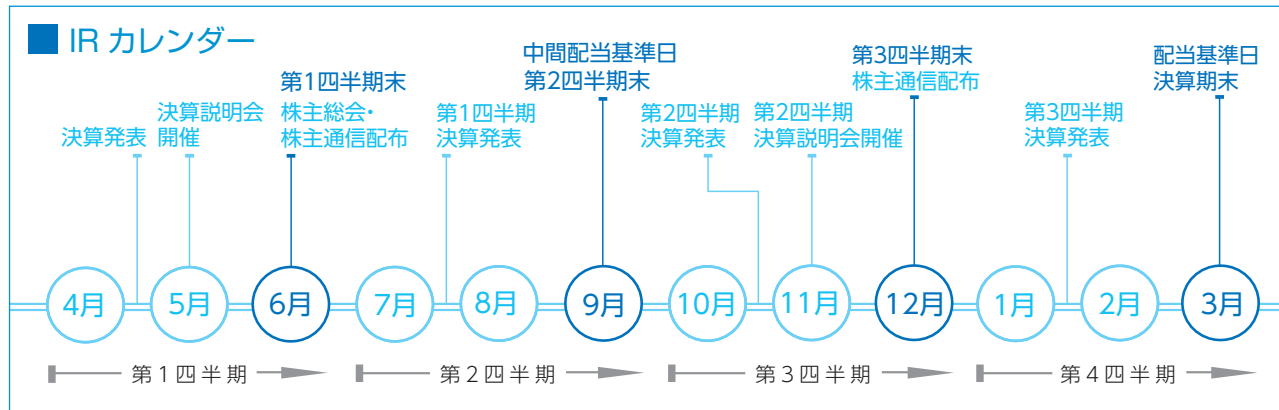 IR カレンダー
決算発表
決算説明会
開催
第1四半期末
株主総会・
株主通信配布
第1四半期
決算発表
中間配当基準日
第2四半期末
第2四半期
決算発表
第2四半期
決算説明会開催
第3四半期末
株主通信配布
第3四半期
決算発表
配当基準日
決算期末
4月
5月
6月
7月
8月
9月
10月
11月
12月
1月
2月
3月
第1四半期
第2四半期
第3四半期
第4四半期